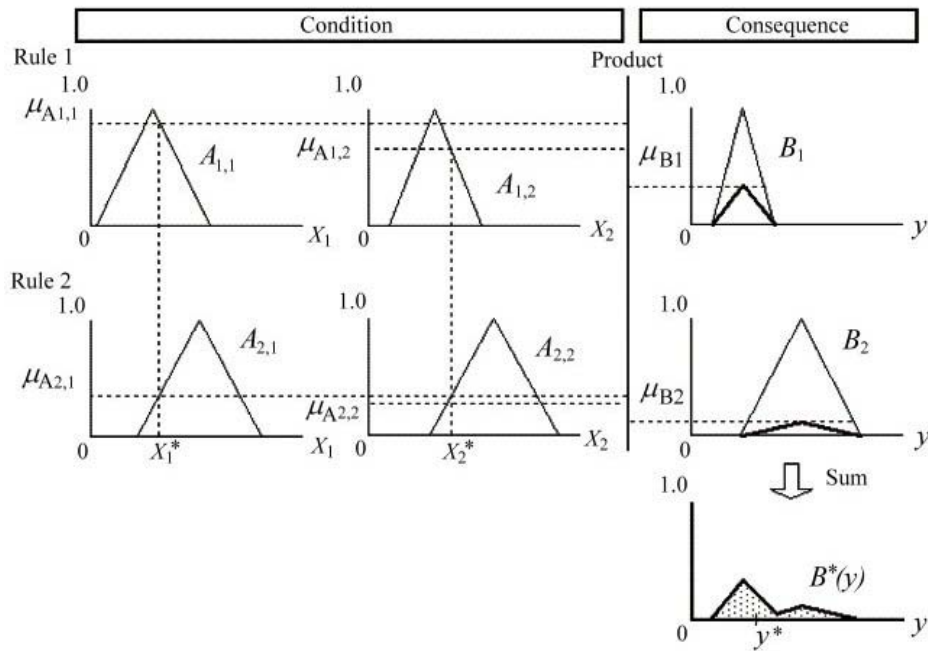 Condition
Consequence
Rule 1
Product
1.0
1.0
1.0
μA1,1
A1,1
μA1,2
A1,2
μB1
B1
0
X1
0
X2
0
y
Rule 2
1.0
1.0
1.0
μA2,1
A2,1
μA2,2
A2,2
μB2
B2
0
X1*
X1
0
X2*
X2
0
y
Sum
1.0
B*(y)
0
y*
y